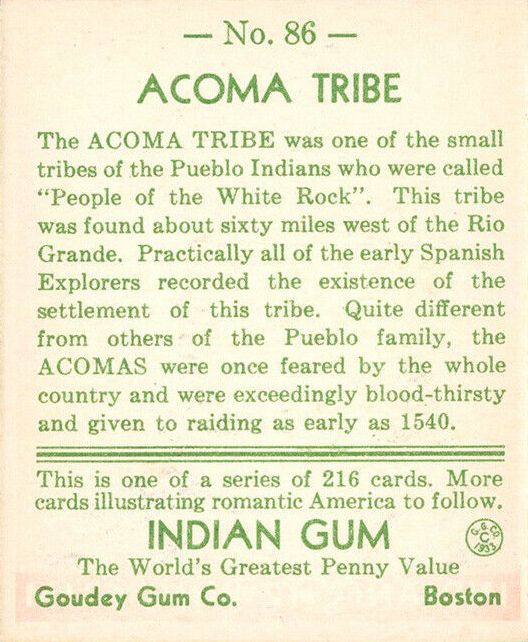 — No. 86 —
ACOMA TRIBE
The ACOMA TRIBE was one of the small
tribes of the Pueblo Indians who were called
"People of the White Rock". This tribe
was found about sixty miles west of the Rio
Grande. Practically all of the early Spanish
Explorers recorded the existence of the
settlement of this tribe. Quite different
from others of the Pueblo family, the
ACOMAS were once feared by the whole
country and were exceedingly blood-thirsty
and given to raiding as early as 1540.
This is one of a series of 216 cards. More
cards illustrating romantic America to follow.
INDIAN GUM
G. G. CO.
C
1933
The World's Greatest Penny Value
Goudey Gum Co. Boston